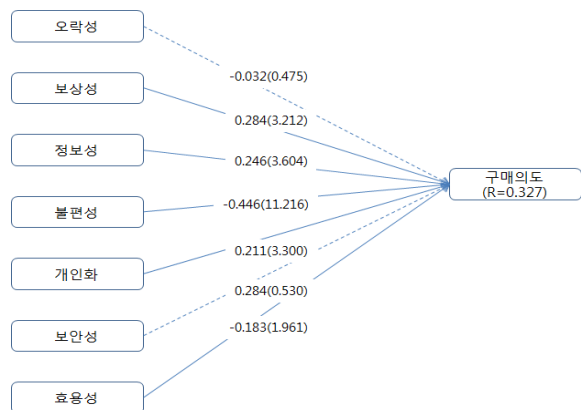 오락성
-0.032(0.475)
보상성
0.284(3.212)
정보성
0.246(3.604)
구매의도
(R=0.327)
불편성
-0.446(11.216)
0.211(3.300)
개인화
0.284(0.530)
보안성
-0.183(1.961)
효용성